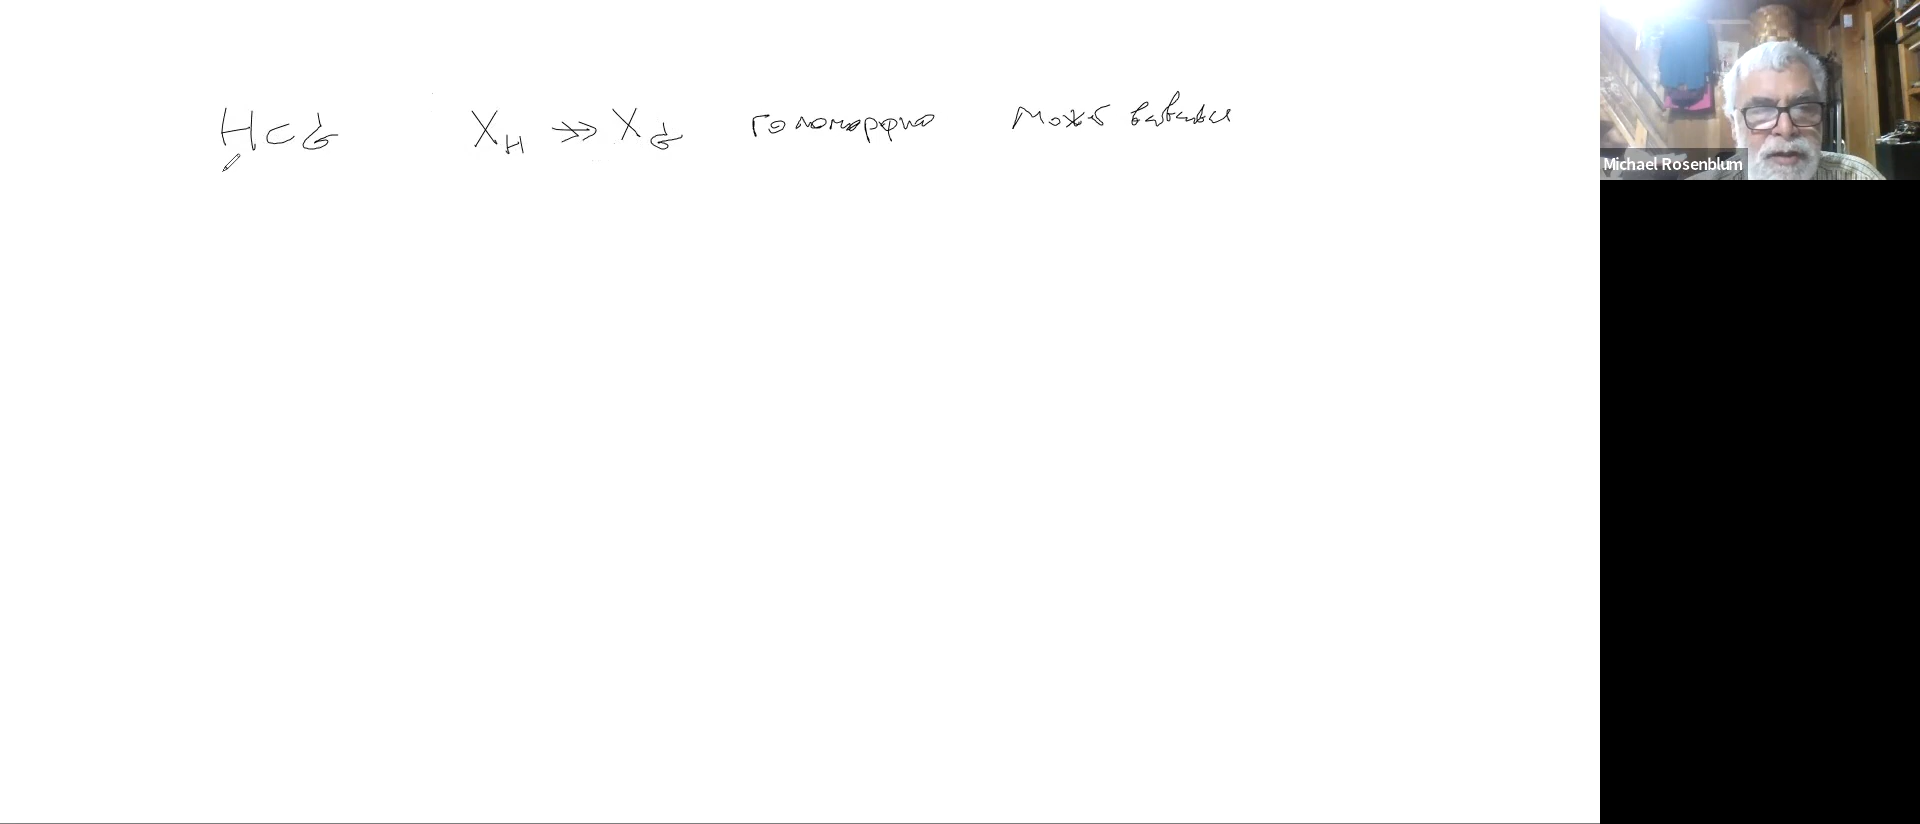 H ⊂ G X_H ↠ X_G голоморфно Может
Michael Rosenblum